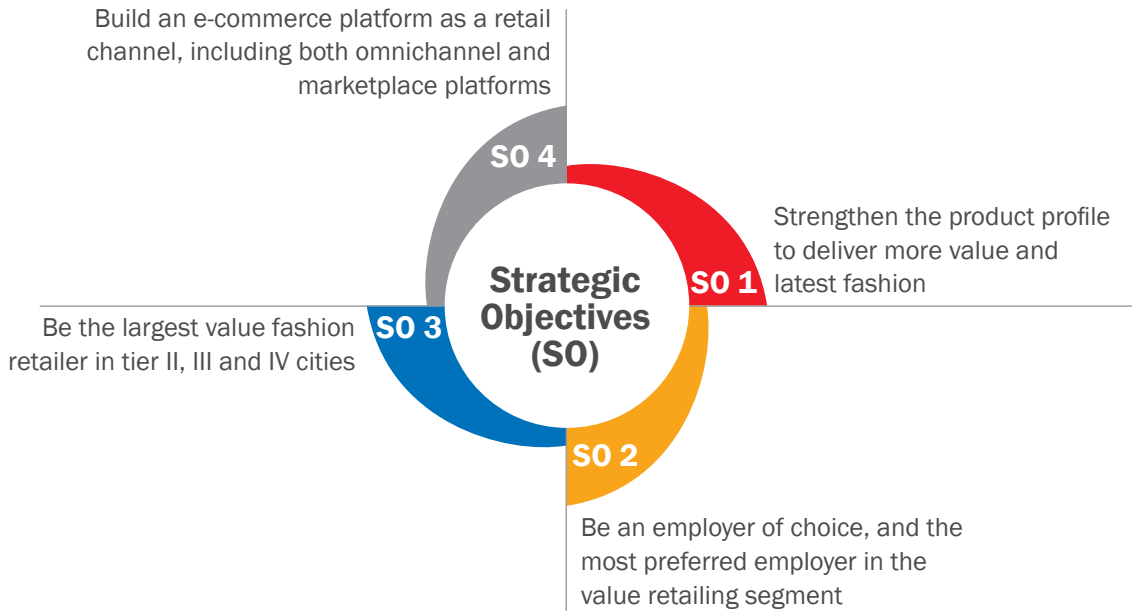 Build an e-commerce platform as a retail
channel, including both omnichannel and
marketplace platforms
SO 4
Strengthen the product profile
to deliver more value and
latest fashion
SO 1
Strategic
Objectives
(SO)
Be the largest value fashion
retailer in tier II, III and IV cities
SO 3
SO 2
Be an employer of choice, and the
most preferred employer in the
value retailing segment